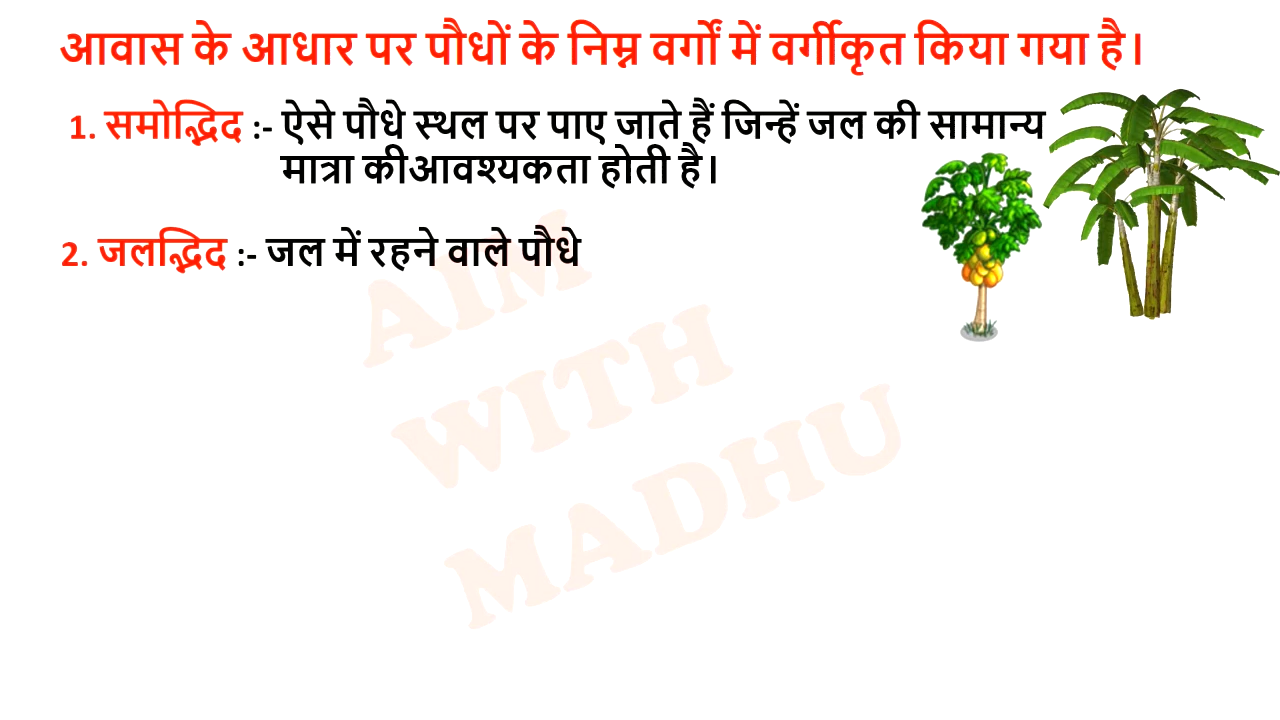 आवास के आधार पर पौधों के निम्न वर्गों में वर्गीकृत किया गया है।
1. समोद्भिद :- ऐसे पौधे स्थल पर पाए जाते हैं जिन्हें जल की सामान्य
मात्रा कीआवश्यकता होती है।
2. जलद्भिद :- जल में रहने वाले पौधे
AIM
WITH
MADHU